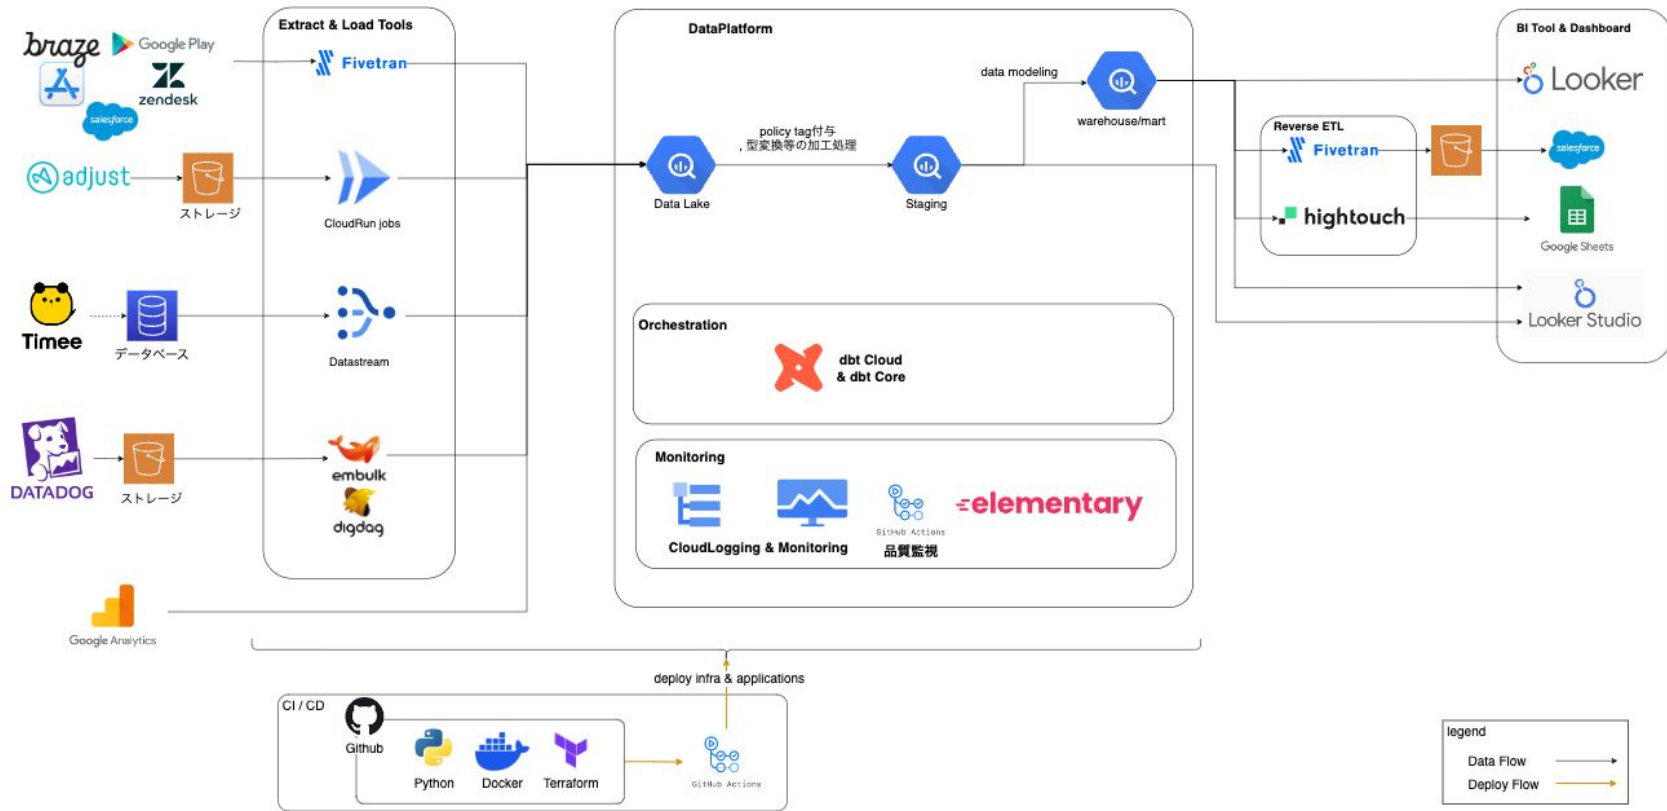 braze
Google Play
zendesk
salesforce
adjust
ストレージ
Timee
データベース
DATADOG
ストレージ
Google Analytics
Extract & Load Tools
Fivetran
CloudRun jobs
Datastream
embulk
digdag
DataPlatform
Data Lake
policy tag付与
, 型変換等の加工処理
Staging
data modeling
warehouse/mart
Orchestration
dbt Cloud
& dbt Core
Monitoring
CloudLogging & Monitoring
GitHub Actions
品質監視
elementary
Reverse ETL
Fivetran
hightouch
BI Tool & Dashboard
Looker
salesforce
Google Sheets
Looker Studio
deploy infra & applications
CI / CD
Github
Python
Docker
Terraform
GitHub Actions
legend
Data Flow
Deploy Flow